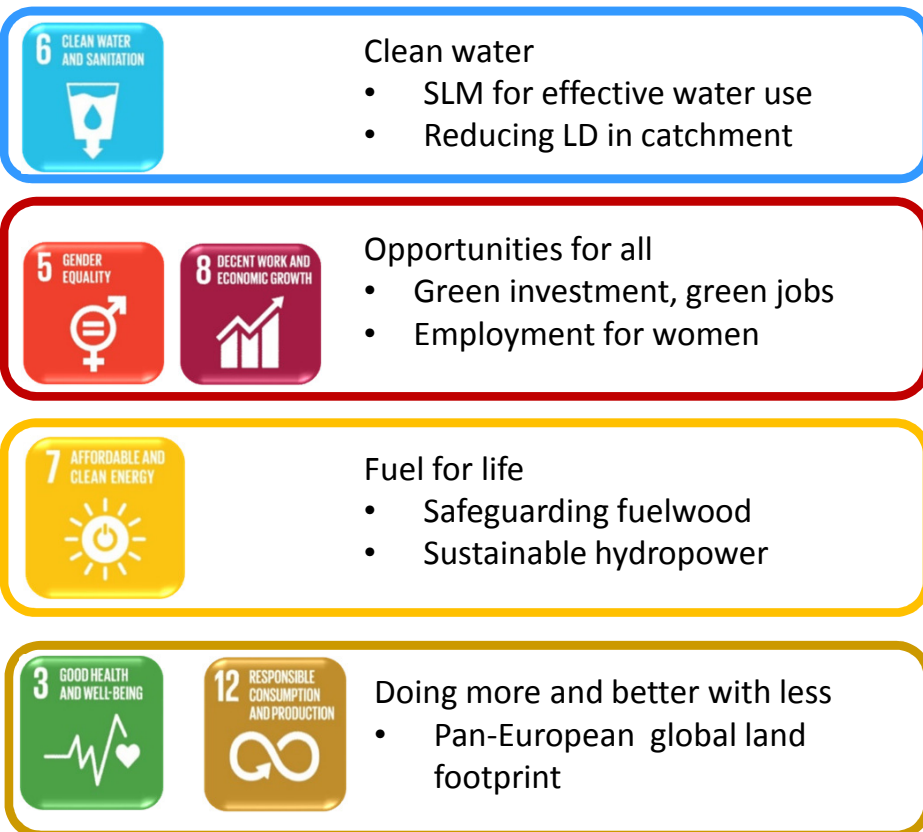 6 CLEAN WATER
AND SANITATION
Clean water
• SLM for effective water use
• Reducing LD in catchment
5 GENDER
EQUALITY
8 DECENT WORK AND
ECONOMIC GROWTH
Opportunities for all
• Green investment, green jobs
• Employment for women
7 AFFORDABLE AND
CLEAN ENERGY
Fuel for life
• Safeguarding fuelwood
• Sustainable hydropower
3 GOOD HEALTH
AND WELL-BEING
12 RESPONSIBLE
CONSUMPTION
AND PRODUCTION
Doing more and better with less
• Pan-European global land
footprint